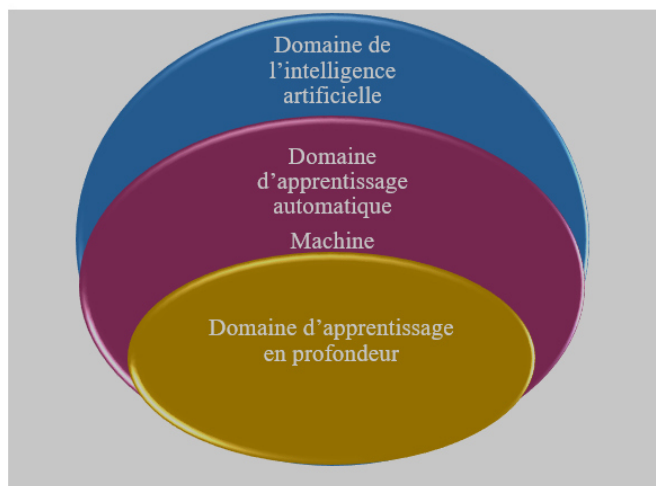 Domaine de
l’intelligence
artificielle
Domaine
d’apprentissage
automatique
Machine
Domaine d’apprentissage
en profondeur